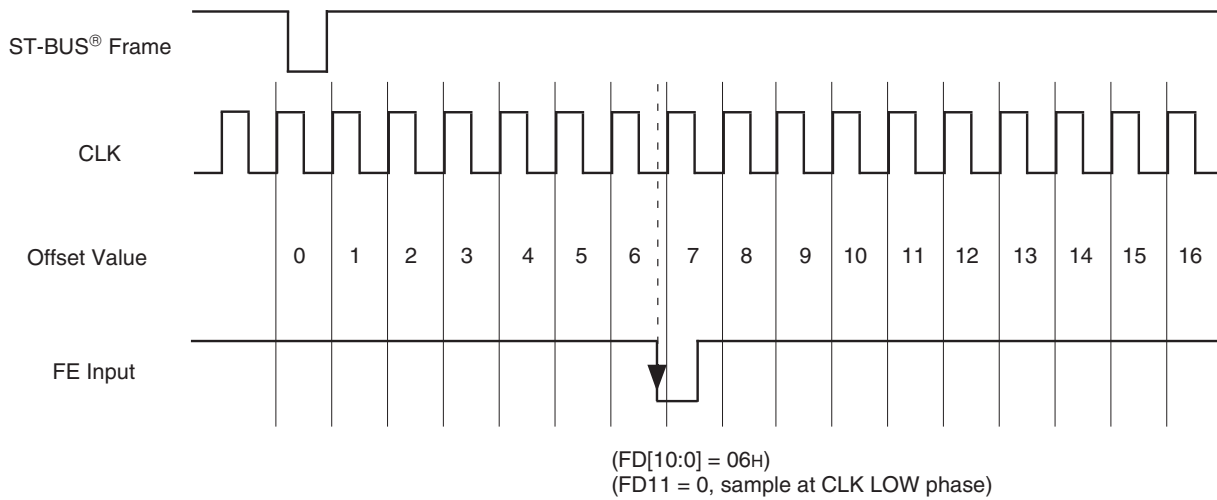 ST-BUS® Frame
CLK
Offset Value 0 1 2 3 4 5 6 7 8 9 10 11 12 13 14 15 16
FE Input
(FD[10:0] = 06H)
(FD11 = 0, sample at CLK LOW phase)